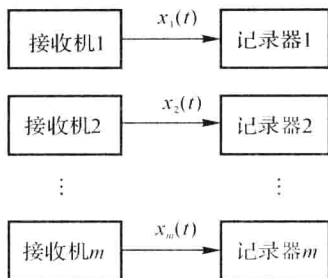 接收机1 x₁(t) 记录器1
接收机2 x₂(t) 记录器2
⋮ ⋮
接收机m xₘ(t) 记录器m